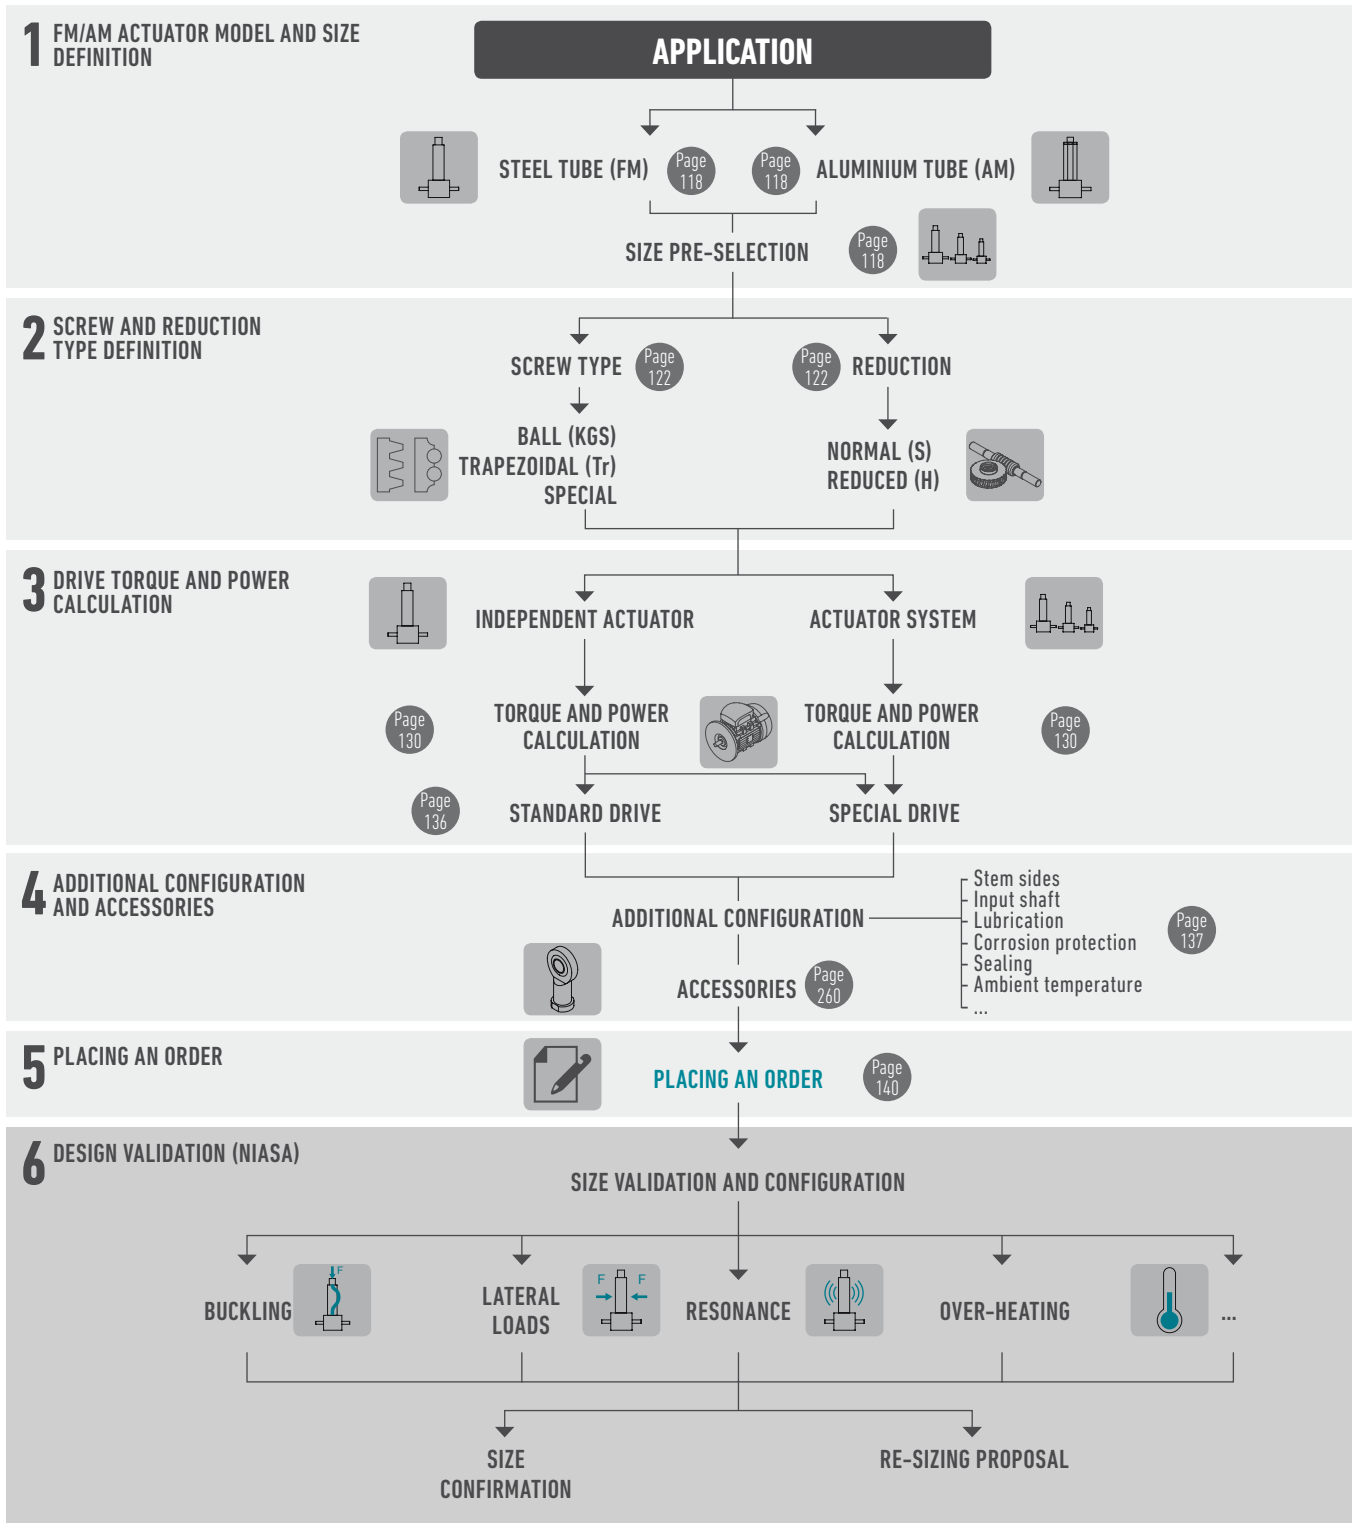 1 FM/AM ACTUATOR MODEL AND SIZE
DEFINITION
APPLICATION
STEEL TUBE (FM)
Page
118
Page
118
ALUMINIUM TUBE (AM)
SIZE PRE-SELECTION
Page
118
2 SCREW AND REDUCTION
TYPE DEFINITION
SCREW TYPE
Page
122
Page
122
REDUCTION
BALL (KGS)
TRAPEZOIDAL (Tr)
SPECIAL
NORMAL (S)
REDUCED (H)
3 DRIVE TORQUE AND POWER
CALCULATION
INDEPENDENT ACTUATOR
ACTUATOR SYSTEM
Page
130
TORQUE AND POWER
CALCULATION
TORQUE AND POWER
CALCULATION
Page
130
Page
136
STANDARD DRIVE
SPECIAL DRIVE
4 ADDITIONAL CONFIGURATION
AND ACCESSORIES
ADDITIONAL CONFIGURATION
- Stem sides
- Input shaft
- Lubrication
- Corrosion protection
- Sealing
- Ambient temperature
- ...
Page
137
ACCESSORIES
Page
260
5 PLACING AN ORDER
PLACING AN ORDER
Page
140
6 DESIGN VALIDATION (NIASA)
SIZE VALIDATION AND CONFIGURATION
BUCKLING
F
LATERAL
LOADS
F F
RESONANCE
OVER-HEATING
...
SIZE
CONFIRMATION
RE-SIZING PROPOSAL